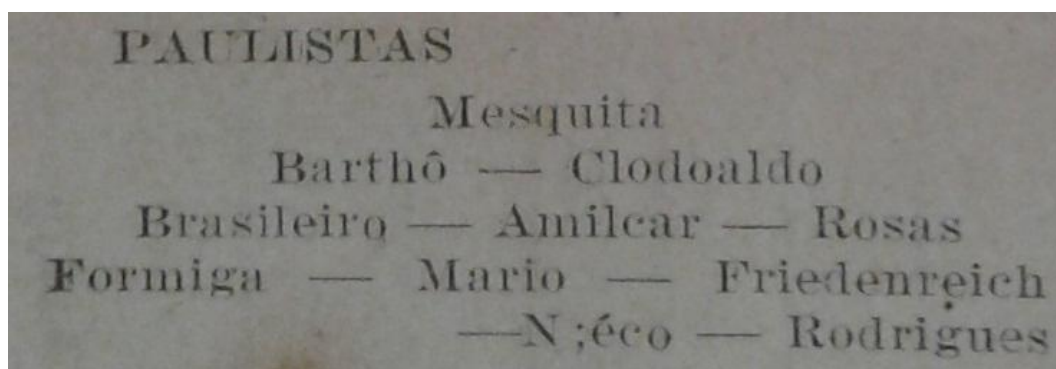 PAULISTAS
Mesquita
Barthô — Clodoaldo
Brasileiro — Amilcar — Rosas
Formiga — Mario — Friedenreich
—N;éco — Rodrigues